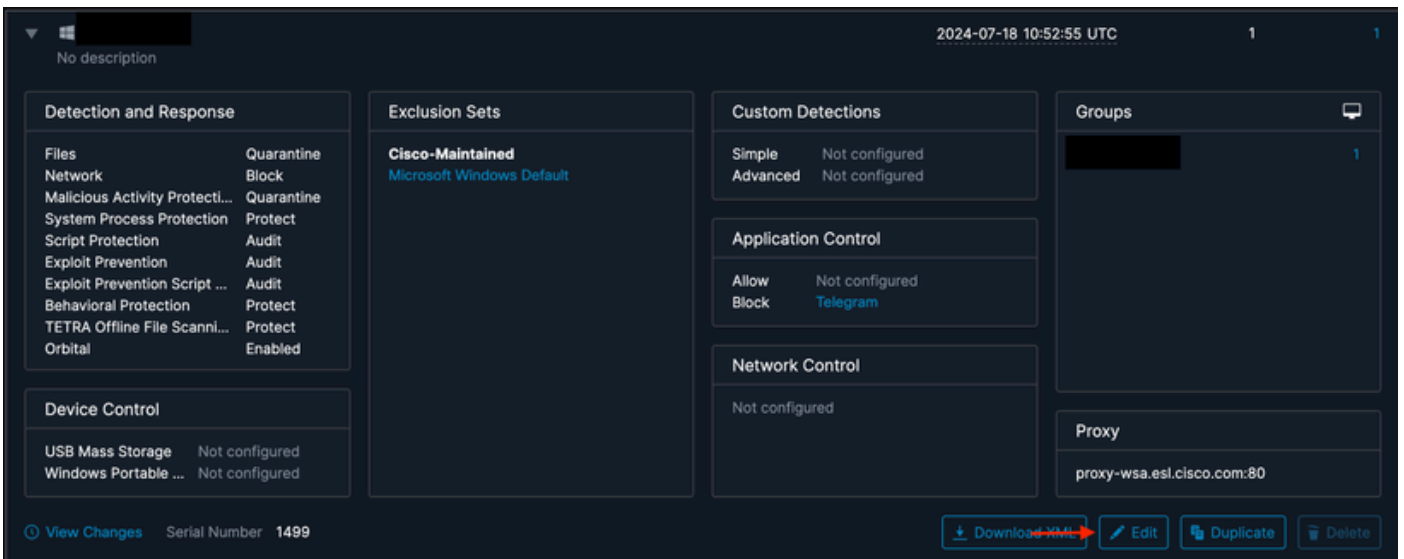 2024-07-18 10:52:55 UTC 1 1
No description
Detection and Response
Files Quarantine
Network Block
Malicious Activity Protecti... Quarantine
System Process Protection Protect
Script Protection Audit
Exploit Prevention Audit
Exploit Prevention Script ... Audit
Behavioral Protection Protect
TETRA Offline File Scanni... Protect
Orbital Enabled
Device Control
USB Mass Storage Not configured
Windows Portable ... Not configured
Exclusion Sets
Cisco-Maintained
Microsoft Windows Default
Custom Detections
Simple Not configured
Advanced Not configured
Application Control
Allow Not configured
Block Telegram
Network Control
Not configured
Groups
1
Proxy
proxy-wsa.esl.cisco.com:80
View Changes Serial Number 1499
Download XML Edit Duplicate Delete